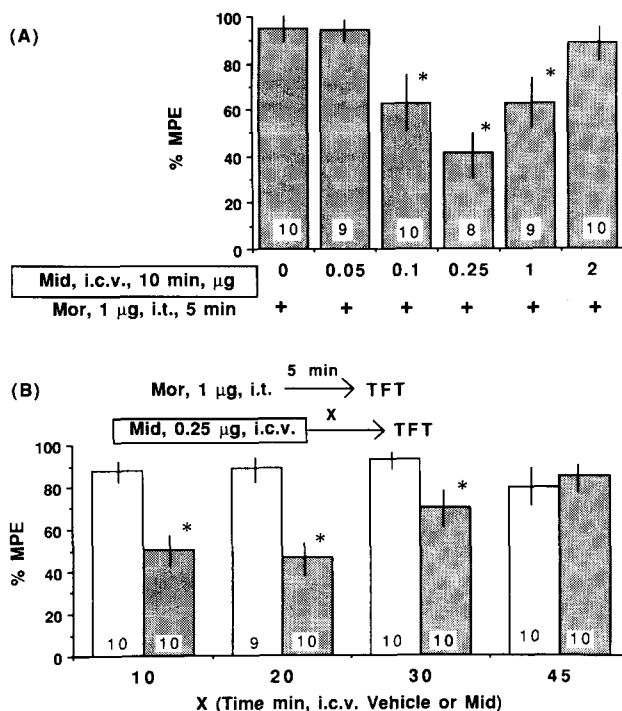 (A)
% MPE
100
80
60
40
20
0
* * *
10 9 10 8 9 10
Mid, i.c.v., 10 min, μg 0 0.05 0.1 0.25 1 2
Mor, 1 μg, i.t., 5 min + + + + + +
(B)
5 min
Mor, 1 μg, i.t. → TFT
X
Mid, 0.25 μg, i.c.v. → TFT
% MPE
100
80
60
40
20
0
* * *
10 10 9 10 10 10 10 10
10 20 30 45
X (Time min, i.c.v. Vehicle or Mid)